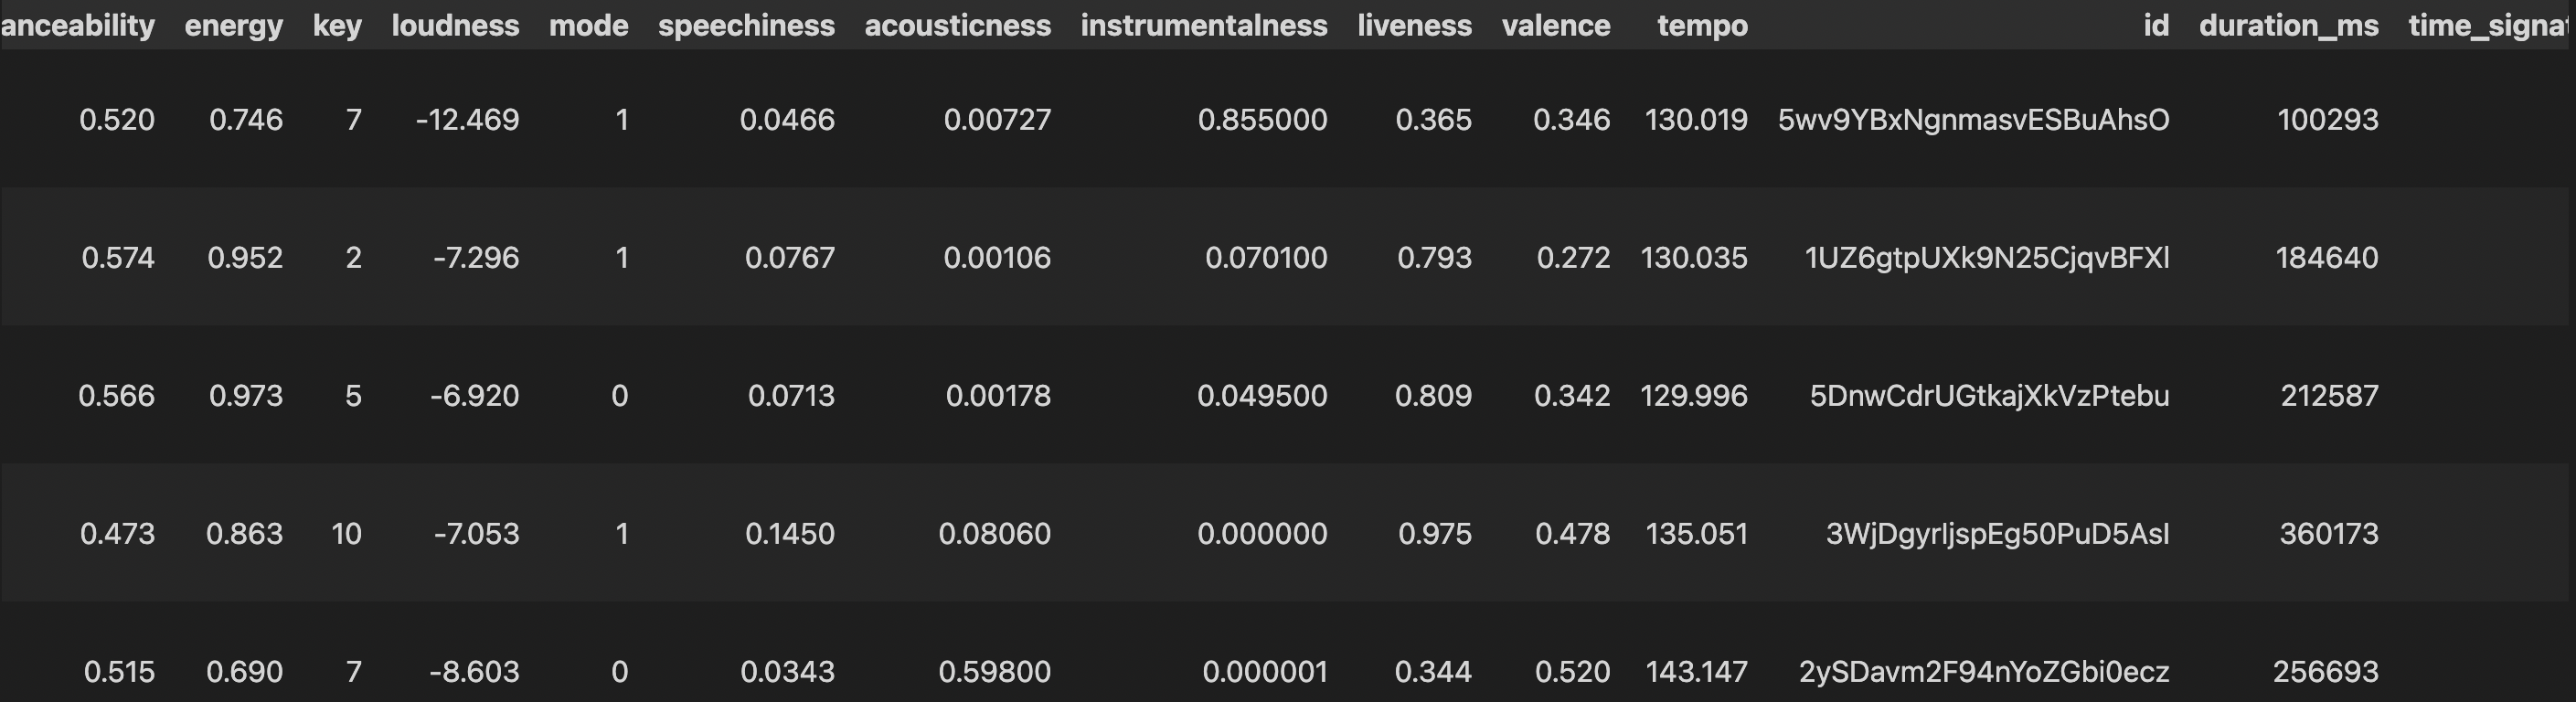 anceability energy key loudness mode speechiness acousticness instrumentalness liveness valence tempo id duration_ms time_signat
0.520 0.746 7 -12.469 1 0.0466 0.00727 0.855000 0.365 0.346 130.019 5wv9YBxNgnmasvESBuAhsO 100293
0.574 0.952 2 -7.296 1 0.0767 0.00106 0.070100 0.793 0.272 130.035 1UZ6gtpUXk9N25CjqvBFXl 184640
0.566 0.973 5 -6.920 0 0.0713 0.00178 0.049500 0.809 0.342 129.996 5DnwCdrUGtkajXkVzPtebu 212587
0.473 0.863 10 -7.053 1 0.1450 0.08060 0.000000 0.975 0.478 135.051 3WjDgyrIjspEg50PuD5AsI 360173
0.515 0.690 7 -8.603 0 0.0343 0.59800 0.000001 0.344 0.520 143.147 2ySDavm2F94nYoZGbi0ecz 256693